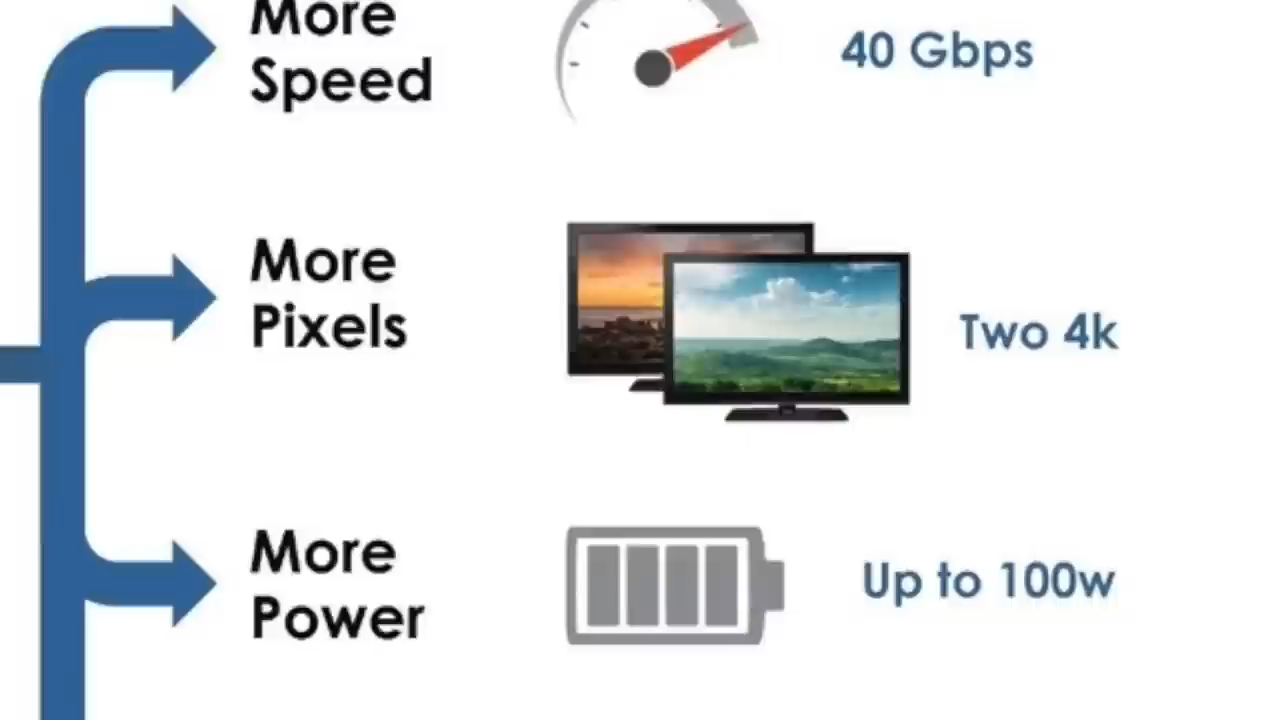 More
Speed
40 Gbps
More
Pixels
Two 4k
More
Power
Up to 100w